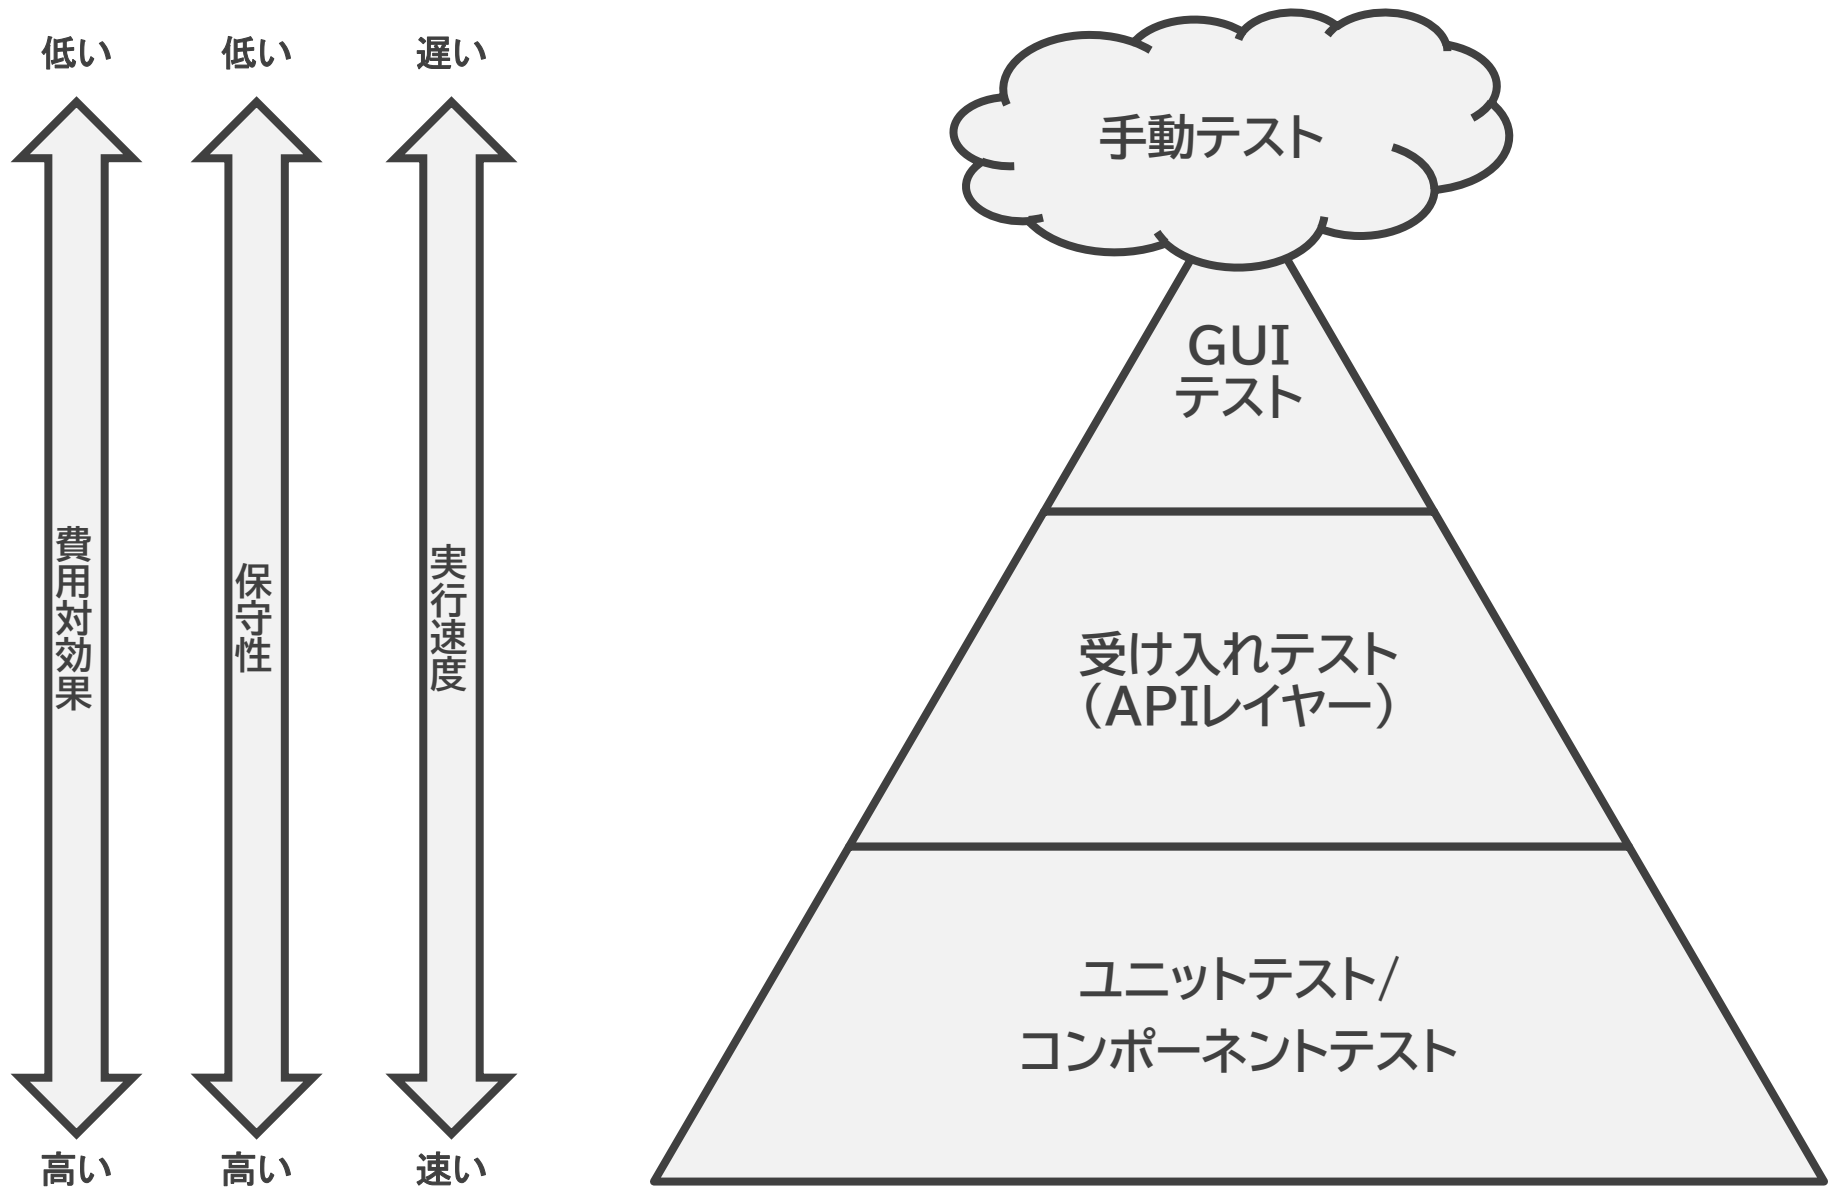 低い
低い
遅い
費用対効果
保守性
実行速度
高い
高い
速い
手動テスト
GUI
テスト
受け入れテスト
（APIレイヤー）
ユニットテスト/
コンポーネントテスト